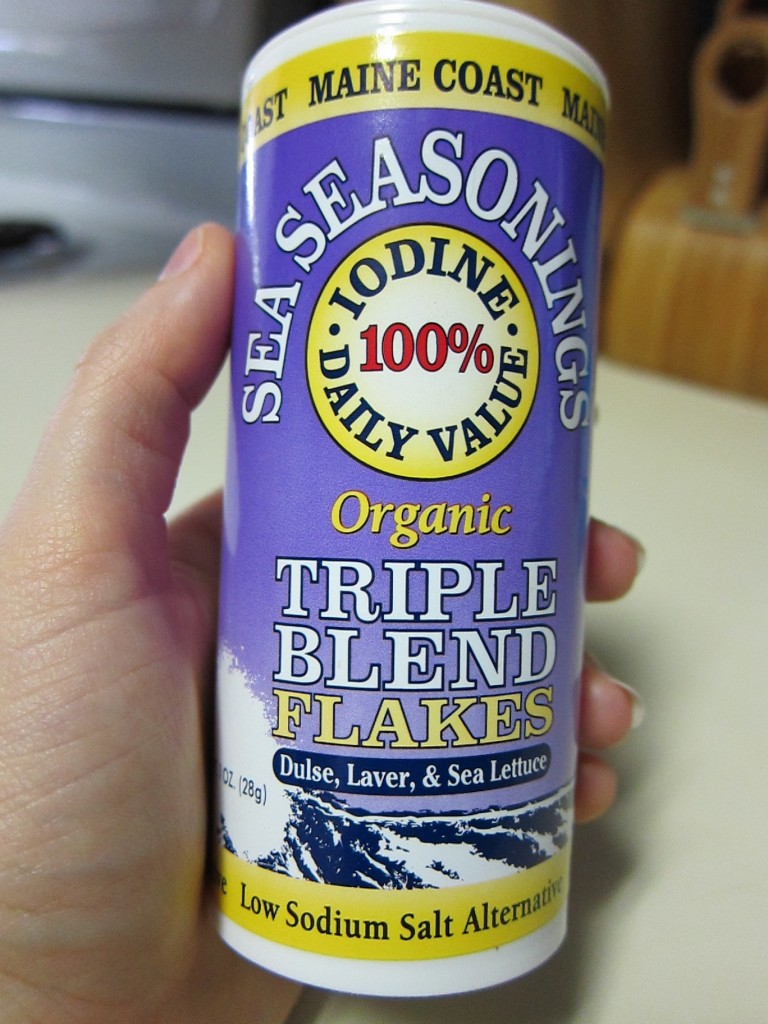 MAINE COAST
SEA SEASONINGS
IODINE
100%
DAILY VALUE
Organic
TRIPLE
BLEND
FLAKES
Dulse, Laver, & Sea Lettuce
OZ. (28g)
Low Sodium Salt Alternative